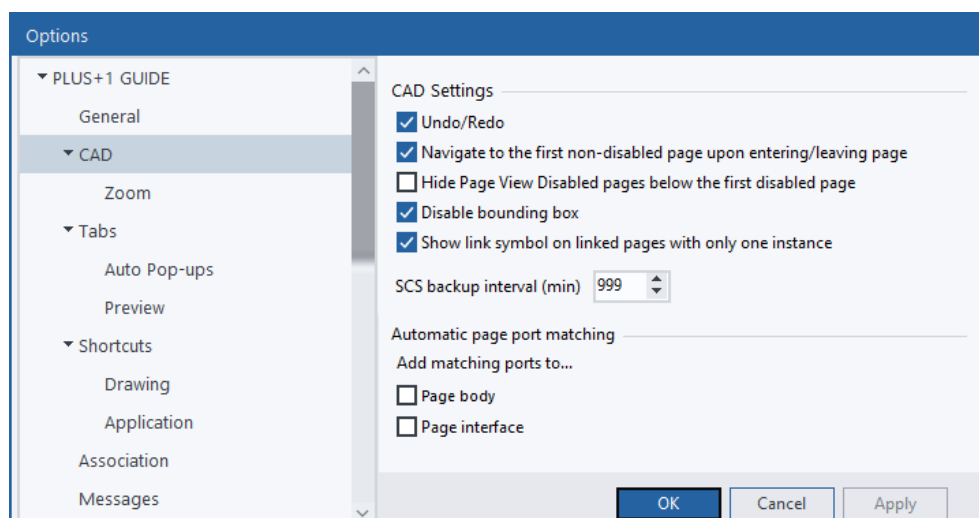 Options
PLUS+1 GUIDE
General
CAD
Zoom
Tabs
Auto Pop-ups
Preview
Shortcuts
Drawing
Application
Association
Messages
CAD Settings
Undo/Redo
Navigate to the first non-disabled page upon entering/leaving page
Hide Page View Disabled pages below the first disabled page
Disable bounding box
Show link symbol on linked pages with only one instance
SCS backup interval (min) 999
Automatic page port matching
Add matching ports to...
Page body
Page interface
OK Cancel Apply